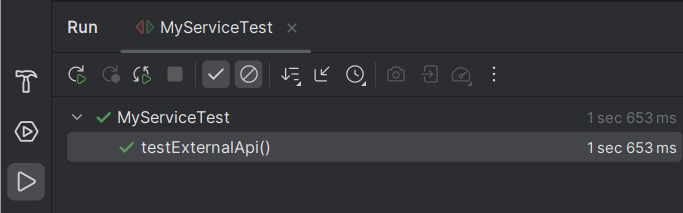 Run MyServiceTest
MyServiceTest 1 sec 653 ms
testExternalApi() 1 sec 653 ms